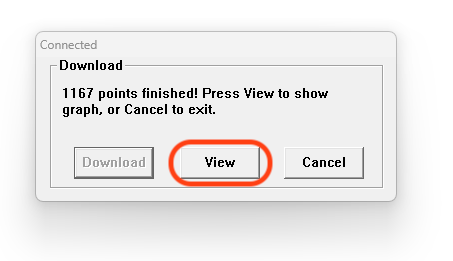 Connected
Download
1167 points finished! Press View to show
graph, or Cancel to exit.
Download View Cancel